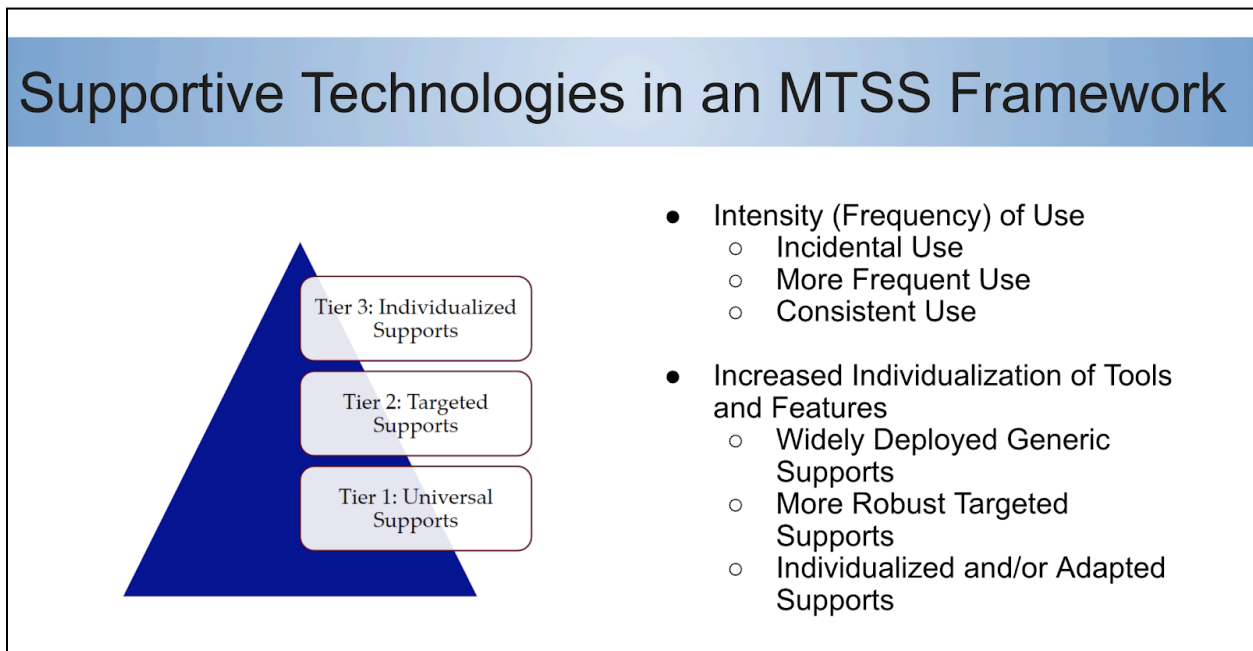 Supportive Technologies in an MTSS Framework
Tier 3: Individualized
Supports
Tier 2: Targeted
Supports
Tier 1: Universal
Supports
● Intensity (Frequency) of Use
○ Incidental Use
○ More Frequent Use
○ Consistent Use
● Increased Individualization of Tools
and Features
○ Widely Deployed Generic
Supports
○ More Robust Targeted
Supports
○ Individualized and/or Adapted
Supports